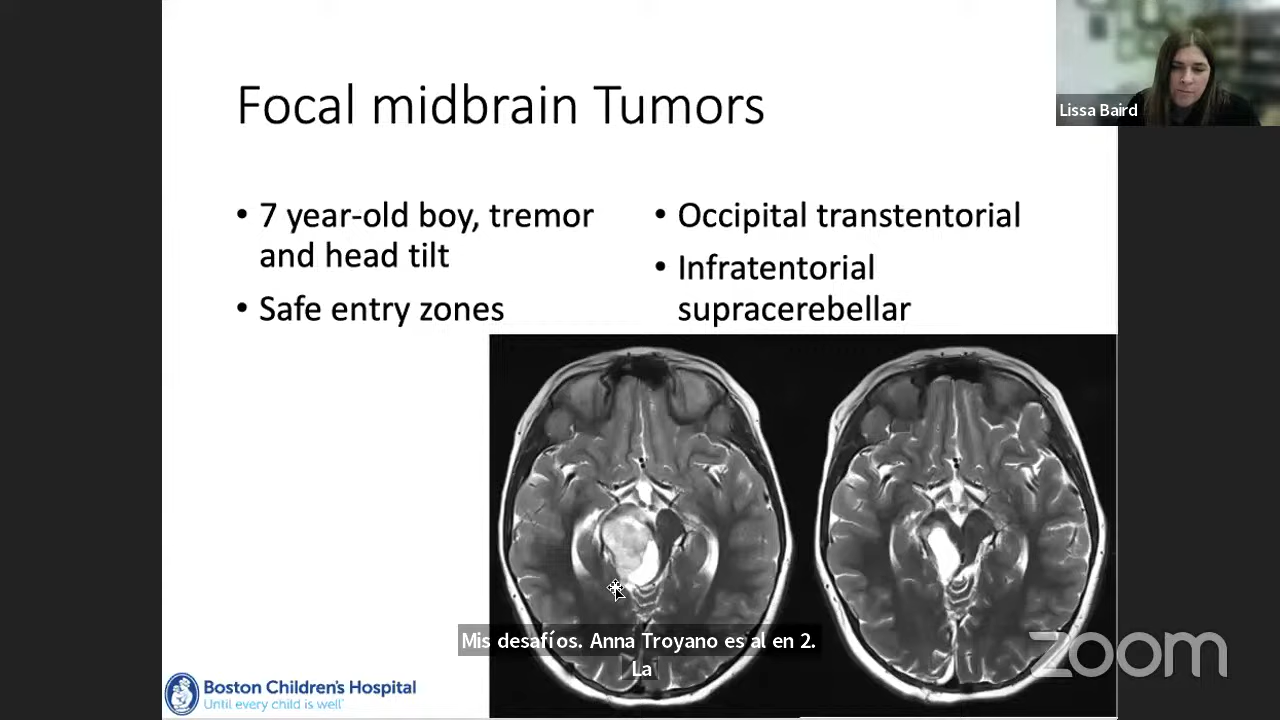 Focal midbrain Tumors
Lissa Baird
• 7 year-old boy, tremor
and head tilt
• Safe entry zones
• Occipital transtentorial
• Infratentorial
supracerebellar
Mis desafíos. Anna Troyano es al en 2.
La
Boston Children's Hospital
Until every child is well™
zoom